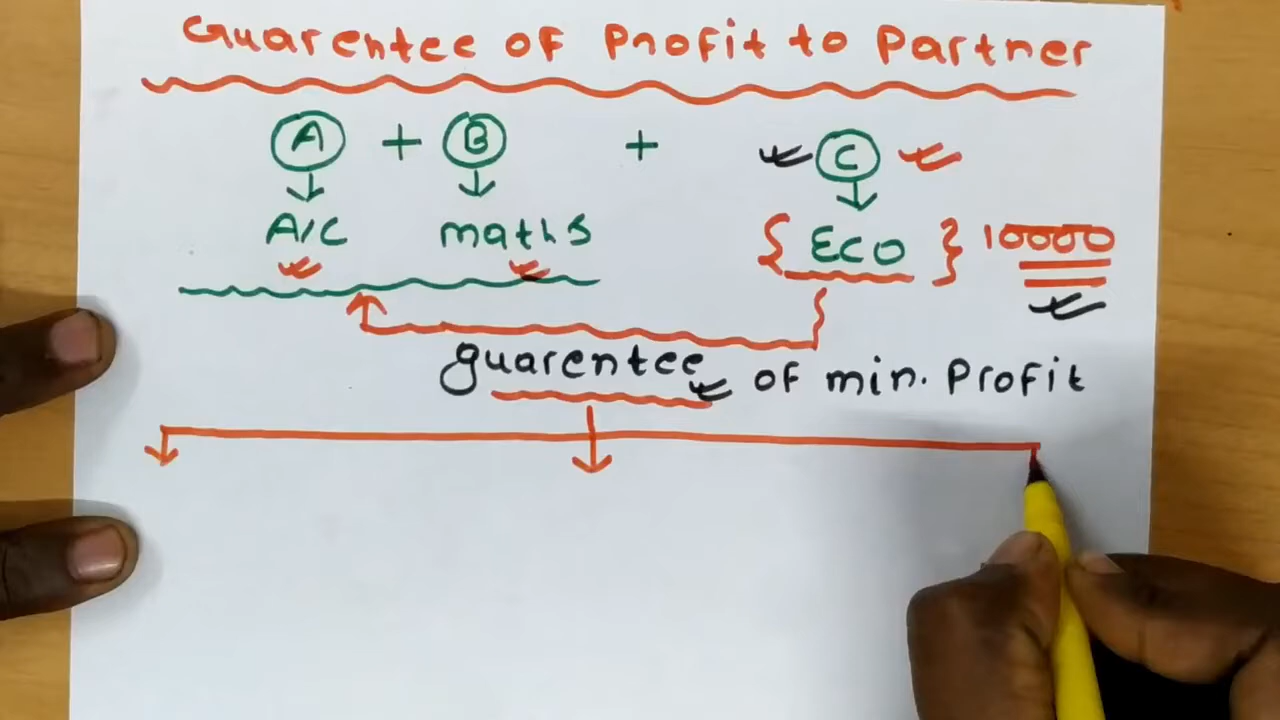 Guarentee of Profit to Partner
A + B + C
A/C maths { ECO } 10000
guarentee of min. Profit